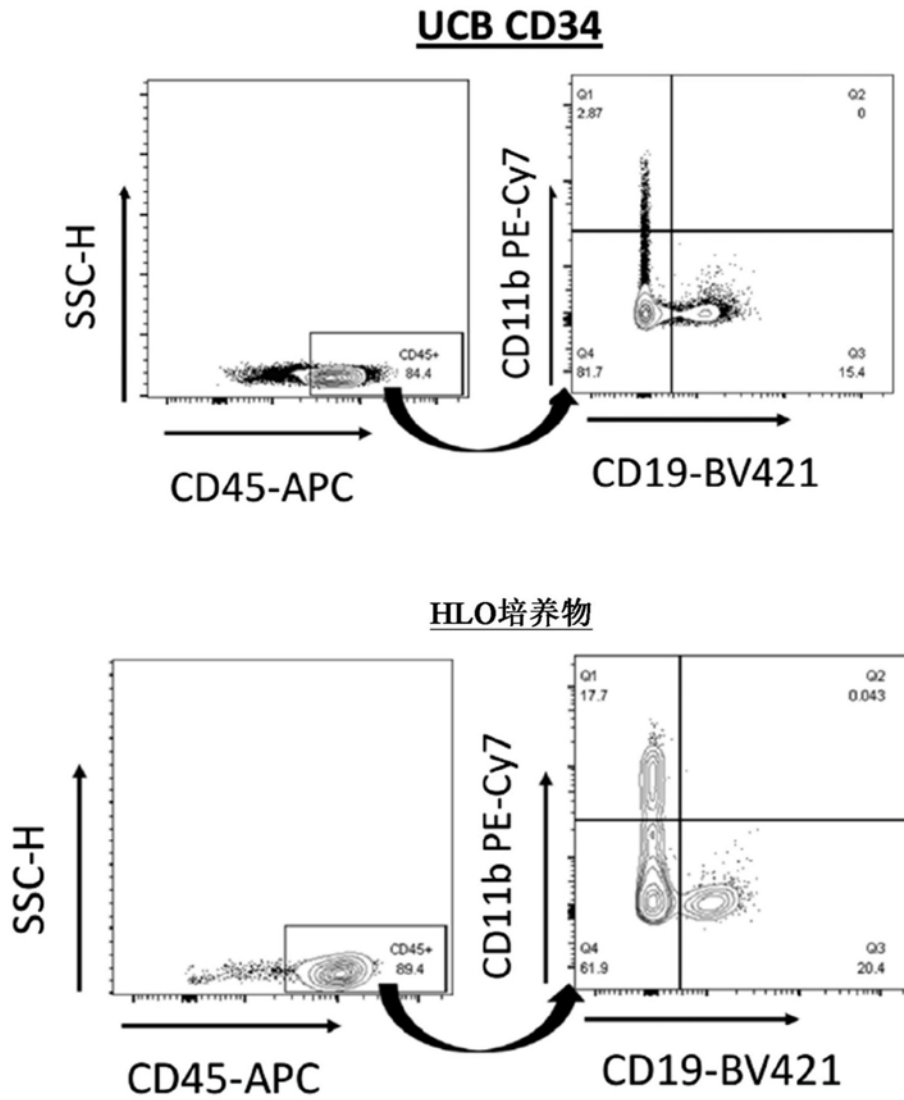 UCB CD34
SSC-H
CD45+
84.4
CD45-APC
CD11b PE-Cy7
Q1
2.87
Q2
0
Q4
81.7
Q3
15.4
CD19-BV421
HLO培养物
SSC-H
CD45+
89.4
CD45-APC
CD11b PE-Cy7
Q1
17.7
Q2
0.043
Q4
61.9
Q3
20.4
CD19-BV421